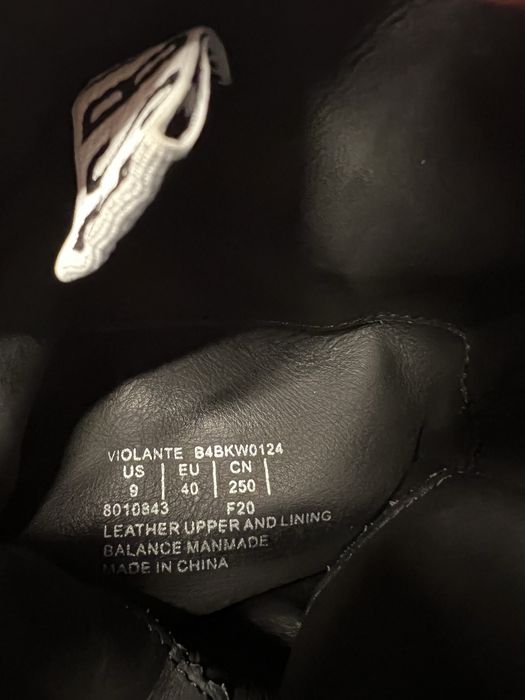 VIOLANTE B4BKW0124
US | EU | CN |
9 | 40 | 250 |
8010843 F20
LEATHER UPPER AND LINING
BALANCE MANMADE
MADE IN CHINA